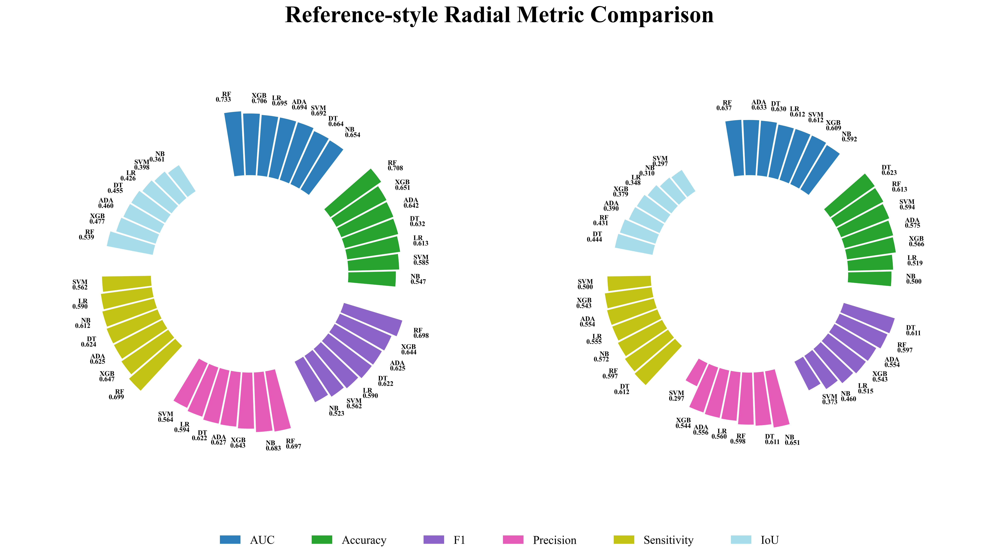 Reference-style Radial Metric Comparison
RF
0.733
XGB
0.706
LR
0.695
ADA
0.694
SVM
0.692
DT
0.664
NB
0.654
RF
0.708
XGB
0.651
ADA
0.642
DT
0.632
LR
0.613
SVM
0.585
NB
0.547
RF
0.698
XGB
0.644
ADA
0.625
DT
0.622
LR
0.590
SVM
0.562
NB
0.523
RF
0.697
NB
0.683
XGB
0.643
ADA
0.627
DT
0.622
LR
0.594
SVM
0.564
RF
0.699
XGB
0.647
ADA
0.625
DT
0.624
NB
0.612
LR
0.590
SVM
0.562
RF
0.539
XGB
0.477
ADA
0.460
DT
0.455
LR
0.426
SVM
0.398
NB
0.361
RF
0.637
ADA
0.633
DT
0.630
LR
0.612
SVM
0.612
XGB
0.609
NB
0.592
DT
0.623
RF
0.613
SVM
0.594
ADA
0.575
XGB
0.566
LR
0.519
NB
0.500
DT
0.611
RF
0.597
ADA
0.554
XGB
0.543
LR
0.515
NB
0.460
SVM
0.373
NB
0.651
DT
0.611
RF
0.598
LR
0.560
ADA
0.556
XGB
0.544
SVM
0.297
DT
0.612
RF
0.597
NB
0.572
LR
0.555
ADA
0.554
XGB
0.543
SVM
0.500
DT
0.444
RF
0.431
ADA
0.390
XGB
0.379
LR
0.348
NB
0.310
SVM
0.297
AUC
Accuracy
F1
Precision
Sensitivity
IoU